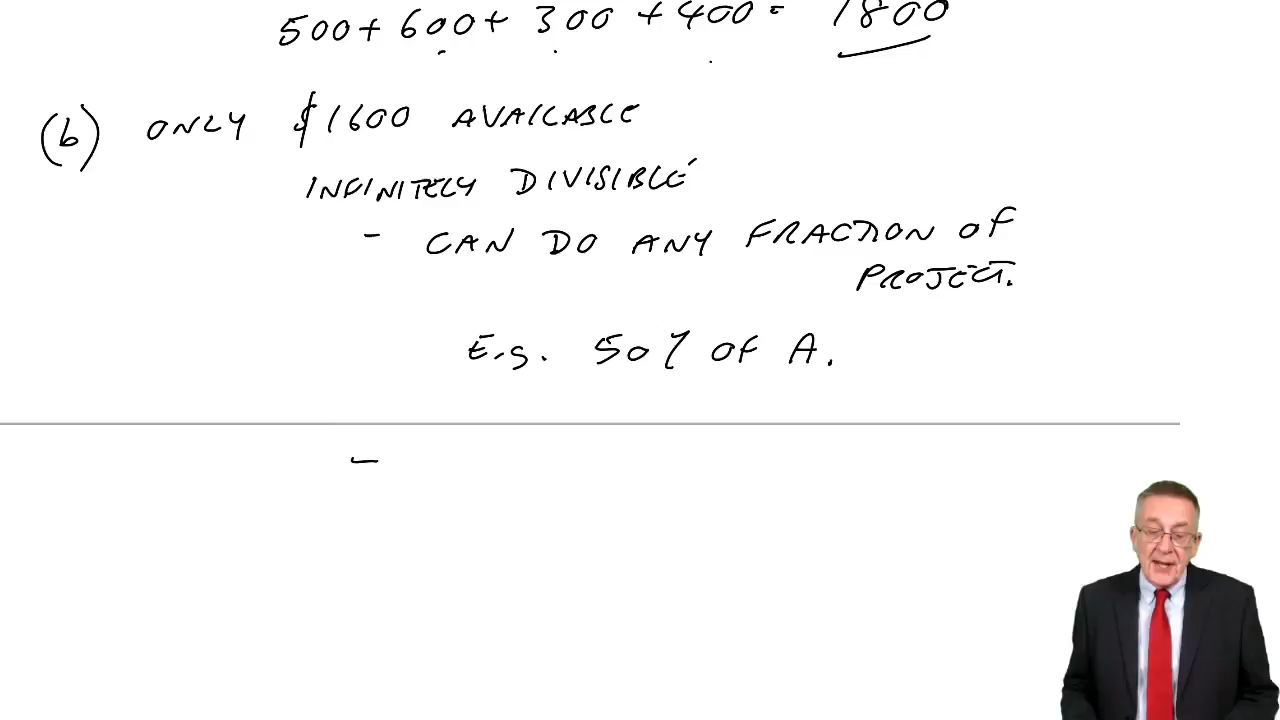 500 + 600 + 300 + 400 = 1800
(b) ONLY $1600 AVAILABLE
INFINITELY DIVISIBLE
- CAN DO ANY FRACTION OF
PROJECT.
E.g. 50% OF A.
-